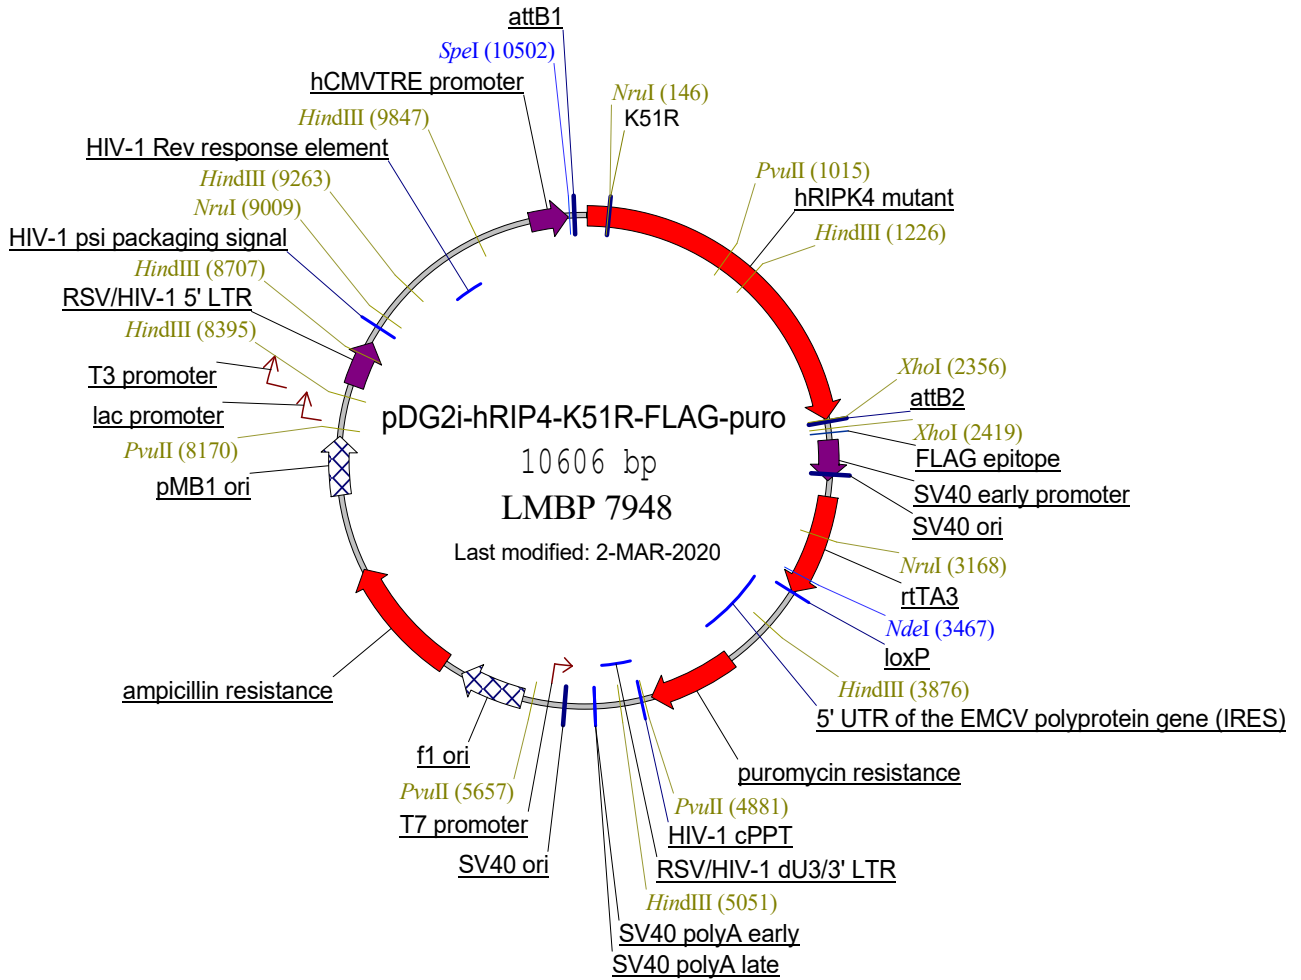 attB1
SpeI (10502)
hCMVTRE promoter
HindIII (9847)
HIV-1 Rev response element
HindIII (9263)
NruI (9009)
HIV-1 psi packaging signal
HindIII (8707)
RSV/HIV-1 5' LTR
HindIII (8395)
T3 promoter
lac promoter
PvuII (8170)
pMB1 ori
ampicillin resistance
f1 ori
PvuII (5657)
T7 promoter
SV40 ori
NruI (146)
K51R
PvuII (1015)
hRIPK4 mutant
HindIII (1226)
XhoI (2356)
attB2
XhoI (2419)
FLAG epitope
SV40 early promoter
SV40 ori
NruI (3168)
rtTA3
NdeI (3467)
loxP
HindIII (3876)
5' UTR of the EMCV polyprotein gene (IRES)
puromycin resistance
PvuII (4881)
HIV-1 cPPT
RSV/HIV-1 dU3/3' LTR
HindIII (5051)
SV40 polyA early
SV40 polyA late
pDG2i-hRIP4-K51R-FLAG-puro
10606 bp
LMBP 7948
Last modified: 2-MAR-2020